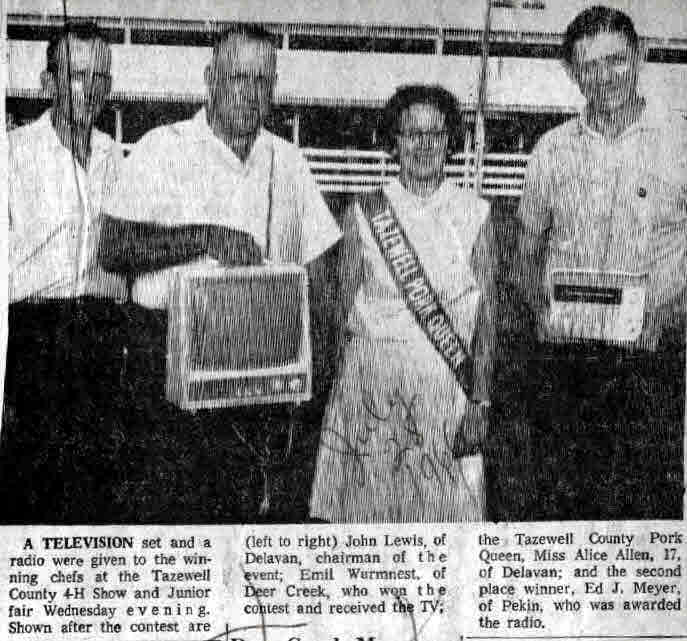 TAZEWELL PORK QUEEN
July
28
A TELEVISION set and a
radio were given to the win-
ning chefs at the Tazewell
County 4-H Show and Junior
fair Wednesday evening.
Shown after the contest are
(left to right) John Lewis, of
Delavan, chairman of the
event; Emil Wurmnest, of
Deer Creek, who won the
contest and received the TV;
the Tazewell County Pork
Queen, Miss Alice Allen, 17,
of Delavan; and the second
place winner, Ed J. Meyer,
of Pekin, who was awarded
the radio.